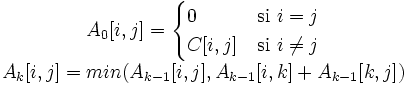 A_0[i, j] = { 0 si i = j
C[i, j] si i ≠ j
A_k[i, j] = min(A_{k−1}[i, j], A_{k−1}[i, k] + A_{k−1}[k, j])